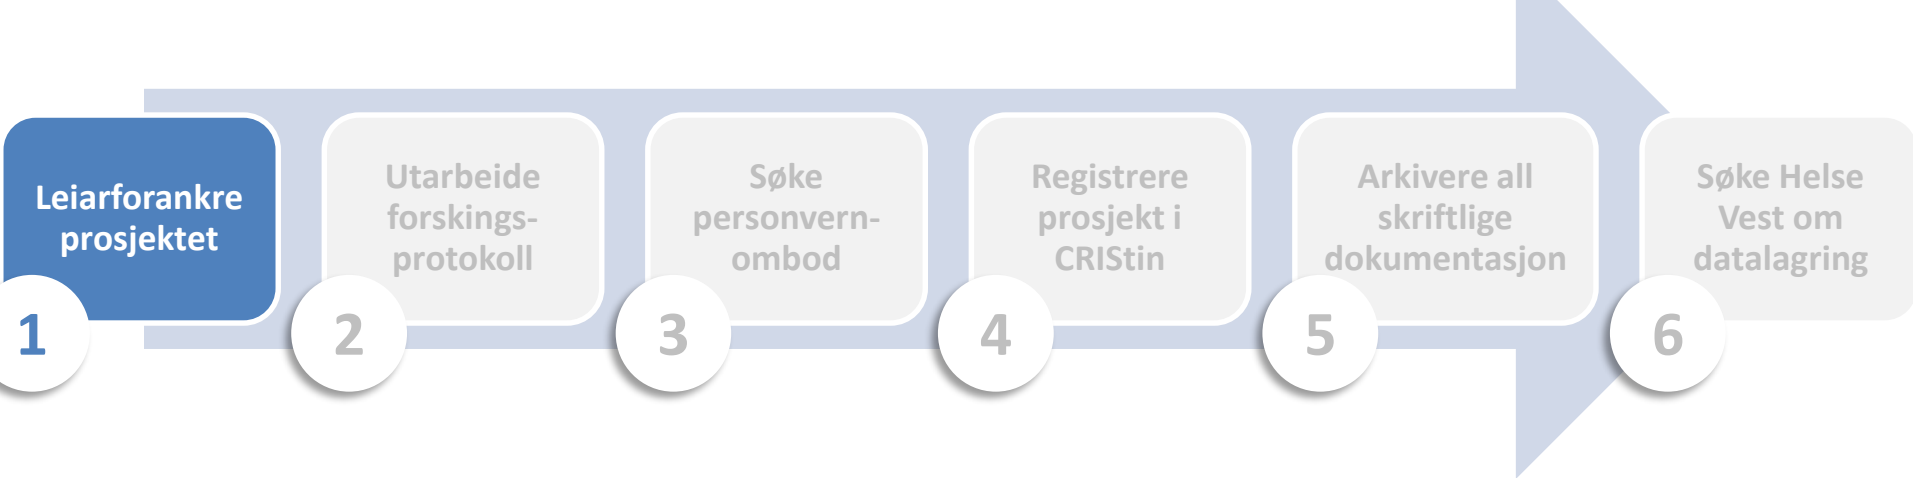 Leiarforankre
prosjektet
1
Utarbeide
forskings-
protokoll
2
Søke
personvern-
ombod
3
Registrere
prosjekt i
CRIStin
4
Arkivere all
skriftlige
dokumentasjon
5
Søke Helse
Vest om
datalagring
6